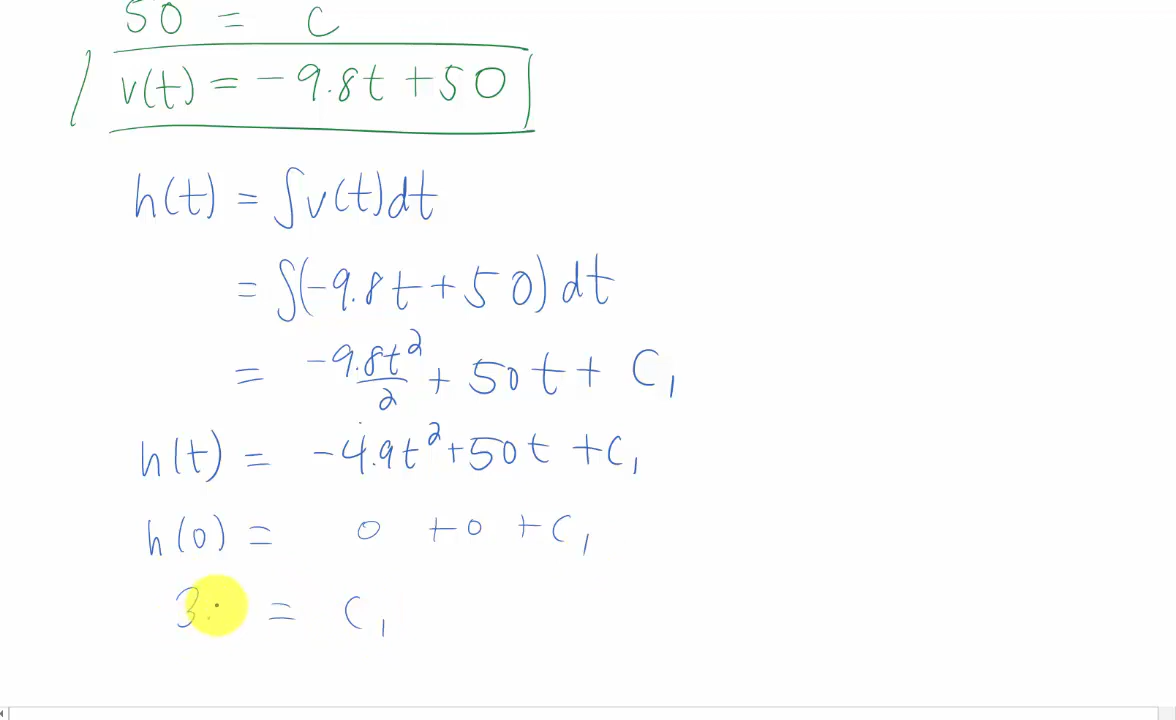 50 = C
v(t) = -9.8t + 50
h(t) = ∫v(t)dt
= ∫(-9.8t + 50) dt
= -9.8t²/2 + 50t + C₁
h(t) = -4.9t² + 50t + C₁
h(0) = 0 + 0 + C₁
3. = C₁